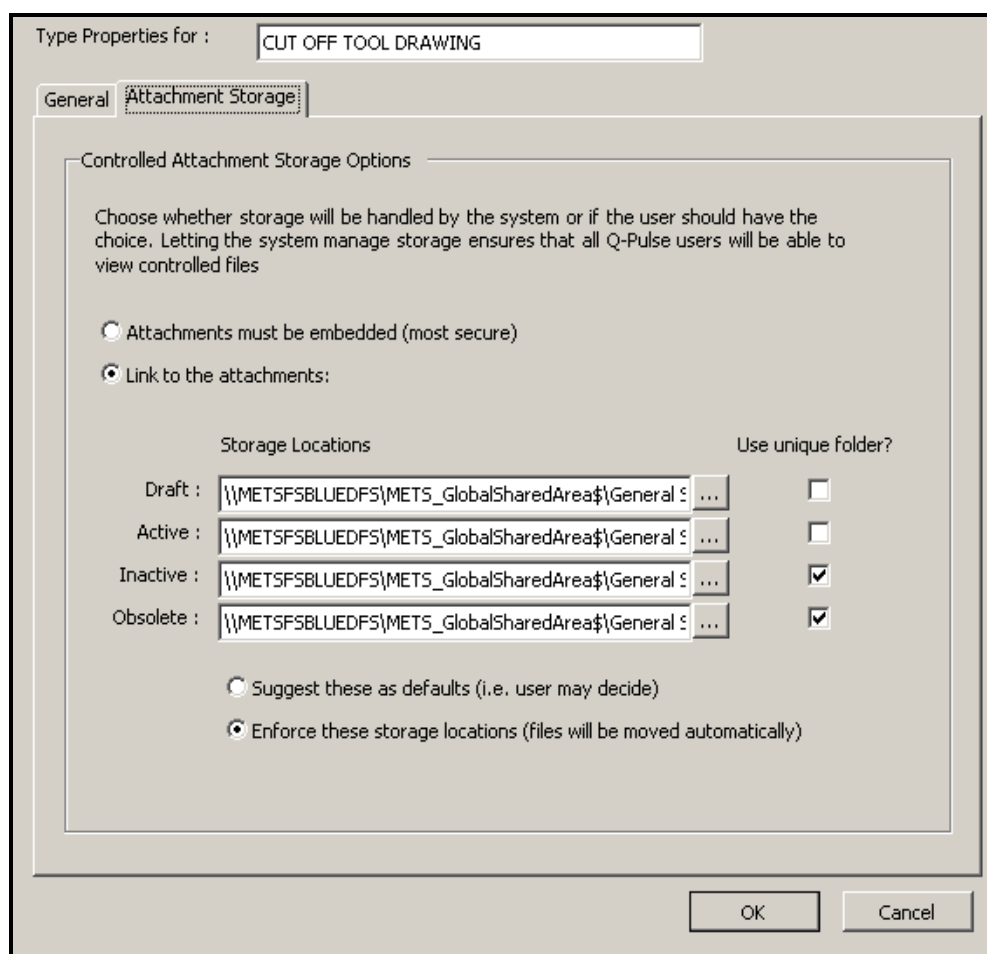 Type Properties for : CUT OFF TOOL DRAWING
General Attachment Storage
Controlled Attachment Storage Options
Choose whether storage will be handled by the system or if the user should have the
choice. Letting the system manage storage ensures that all Q-Pulse users will be able to
view controlled files
Attachments must be embedded (most secure)
Link to the attachments:
Storage Locations Use unique folder?
Draft : \\METSFSBLUEDFS\METS_GlobalSharedArea$\General S ...
Active : \\METSFSBLUEDFS\METS_GlobalSharedArea$\General S ...
Inactive : \\METSFSBLUEDFS\METS_GlobalSharedArea$\General S ...
Obsolete : \\METSFSBLUEDFS\METS_GlobalSharedArea$\General S ...
Suggest these as defaults (i.e. user may decide)
Enforce these storage locations (files will be moved automatically)
OK Cancel